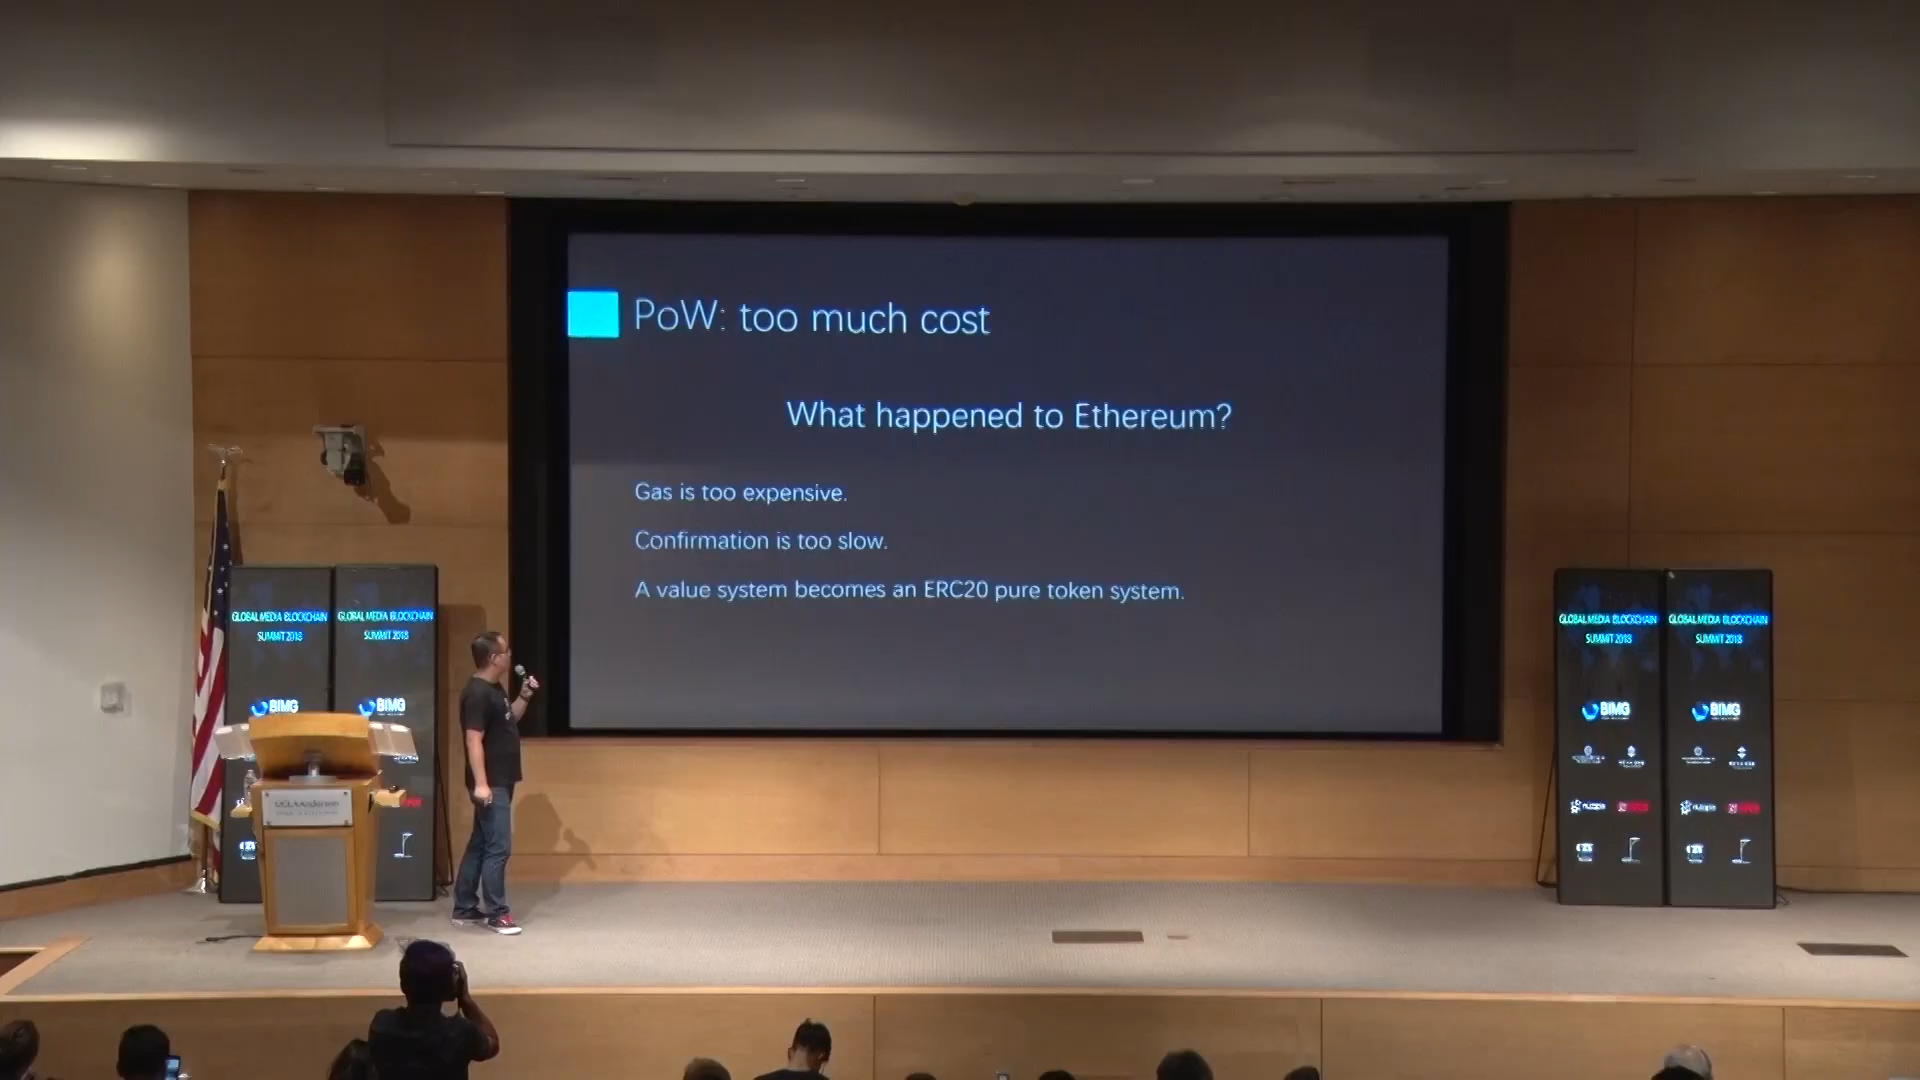 PoW: too much cost
What happened to Ethereum?
Gas is too expensive.
Confirmation is too slow.
A value system becomes an ERC20 pure token system.
GLOBAL MEDIA BLOCKCHAIN
SUMMIT 2018
BIMG
GLOBAL MEDIA BLOCKCHAIN
SUMMIT 2018
BIMG
UCLA Anderson
GLOBAL MEDIA BLOCKCHAIN
SUMMIT 2018
BIMG
GLOBAL MEDIA BLOCKCHAIN
SUMMIT 2018
BIMG